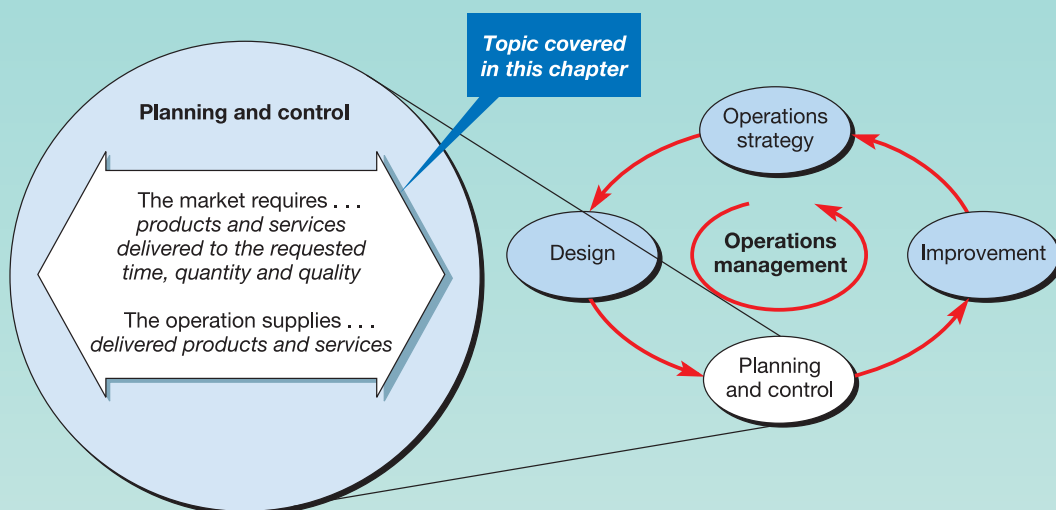 Topic covered
in this chapter
Planning and control
The market requires . . .
products and services
delivered to the requested
time, quantity and quality
The operation supplies . . .
delivered products and services
Operations
strategy
Design
Operations
management
Improvement
Planning
and control